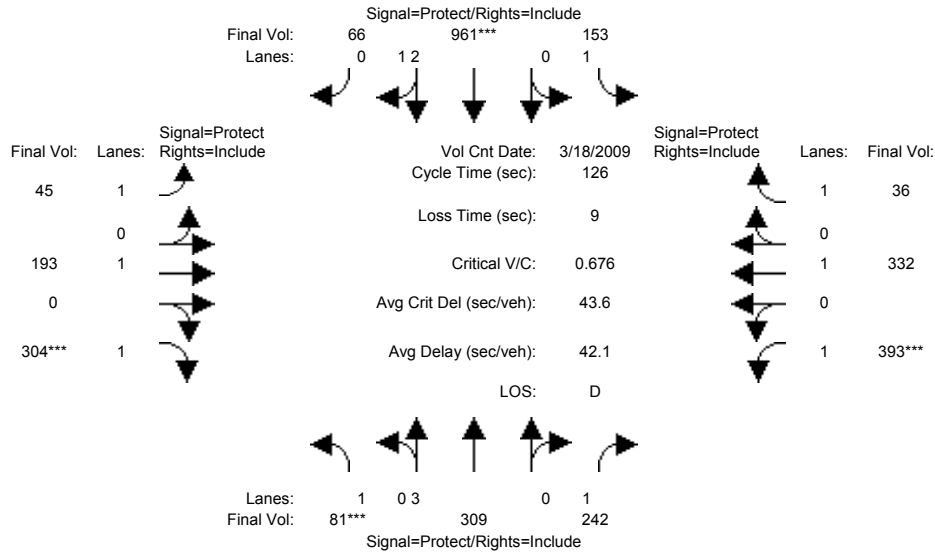 Signal=Protect/Rights=Include
Final Vol: 66 961*** 153
Lanes: 0 1 2 0 1
Signal=Protect Signal=Protect
Final Vol: Lanes: Rights=Include Vol Cnt Date: 3/18/2009 Rights=Include Lanes: Final Vol:
Cycle Time (sec): 126
45 1 1 36
Loss Time (sec): 9
0 0
193 1 Critical V/C: 0.676 1 332
0 Avg Crit Del (sec/veh): 43.6 0
304*** 1 Avg Delay (sec/veh): 42.1 1 393***
LOS: D
Lanes: 1 0 3 0 1
Final Vol: 81*** 309 242
Signal=Protect/Rights=Include